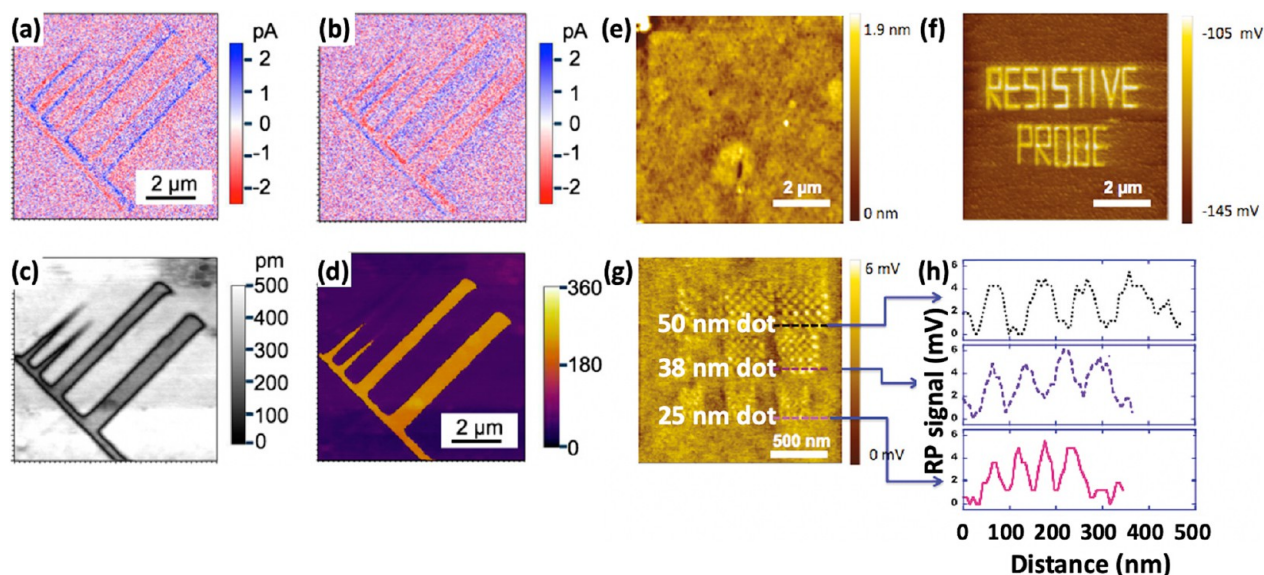 (a)
pA
2
1
0
-1
-2
2 μm
(b)
pA
2
1
0
-1
-2
(c)
pm
500
400
300
200
100
0
(d)
360
180
0
2 μm
(e)
1.9 nm
0 nm
2 μm
(f)
-105 mV
-145 mV
RESISTIVE
PROBE
2 μm
(g)
6 mV
0 mV
50 nm dot
38 nm dot
25 nm dot
500 nm
(h)
6
4
2
0
6
4
2
0
6
4
2
0
RP signal (mV)
0 100 200 300 400 500
Distance (nm)